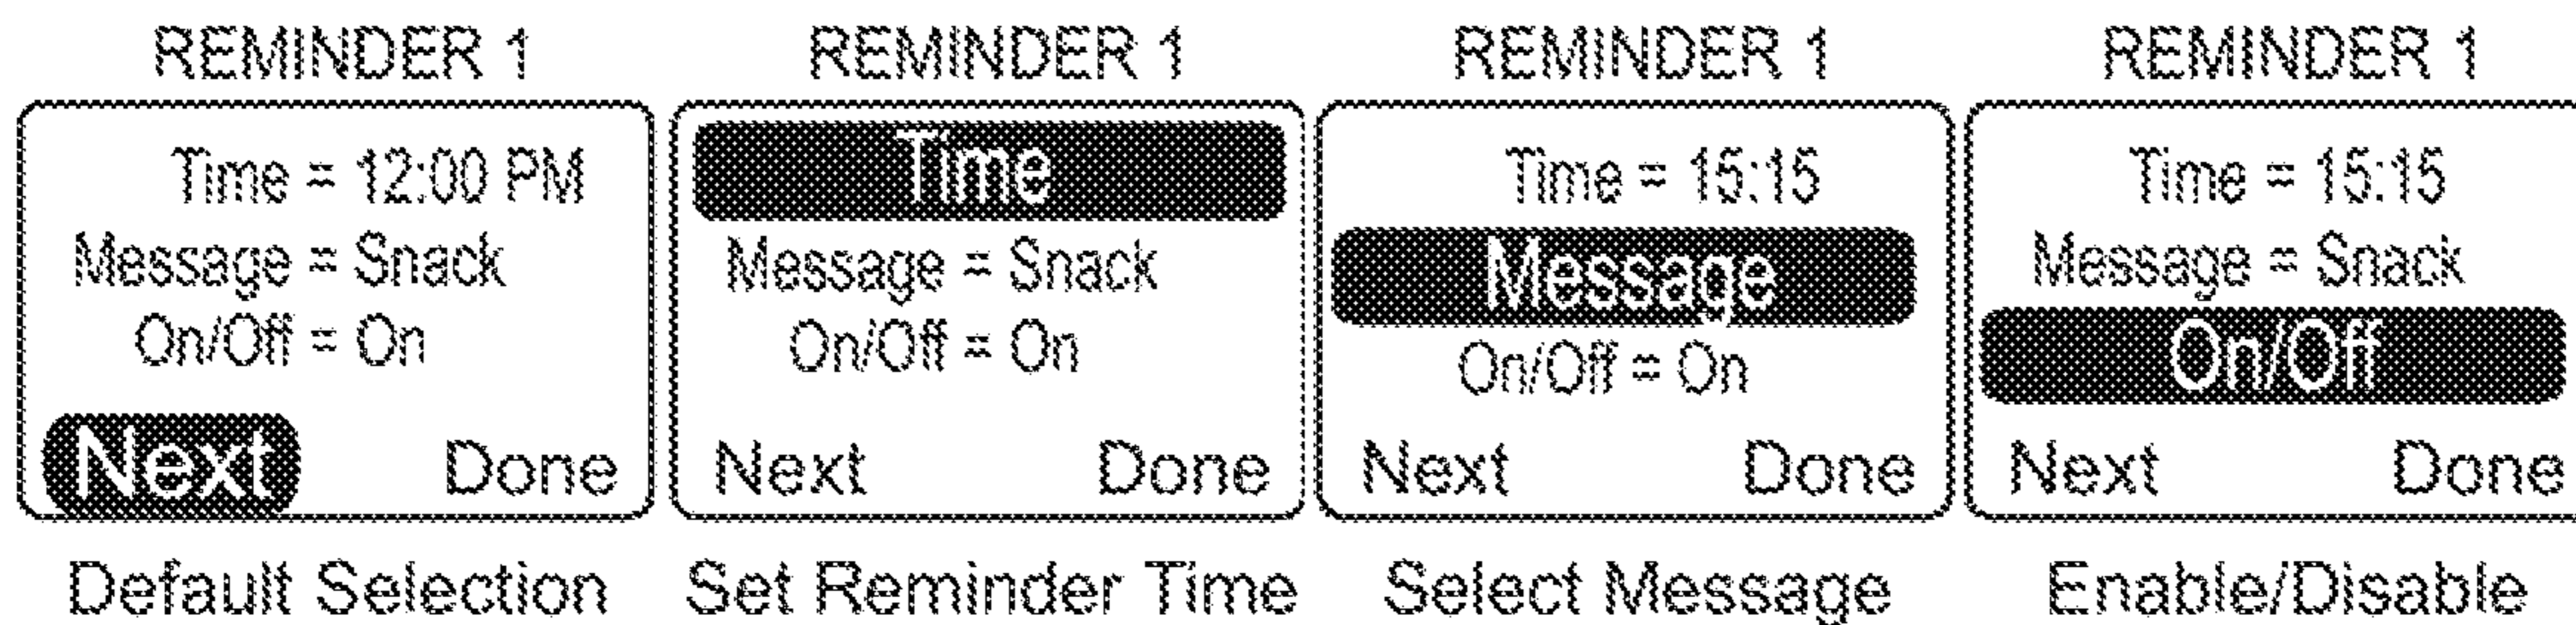 REMINDER 1
Time = 12:00 PM
Message = Snack
On/Off = On
Next Done
Default Selection
REMINDER 1
Time
Message = Snack
On/Off = On
Next Done
Set Reminder Time
REMINDER 1
Time = 15:15
Message
On/Off = On
Next Done
Select Message
REMINDER 1
Time = 15:15
Message = Snack
On/Off
Next Done
Enable/Disable